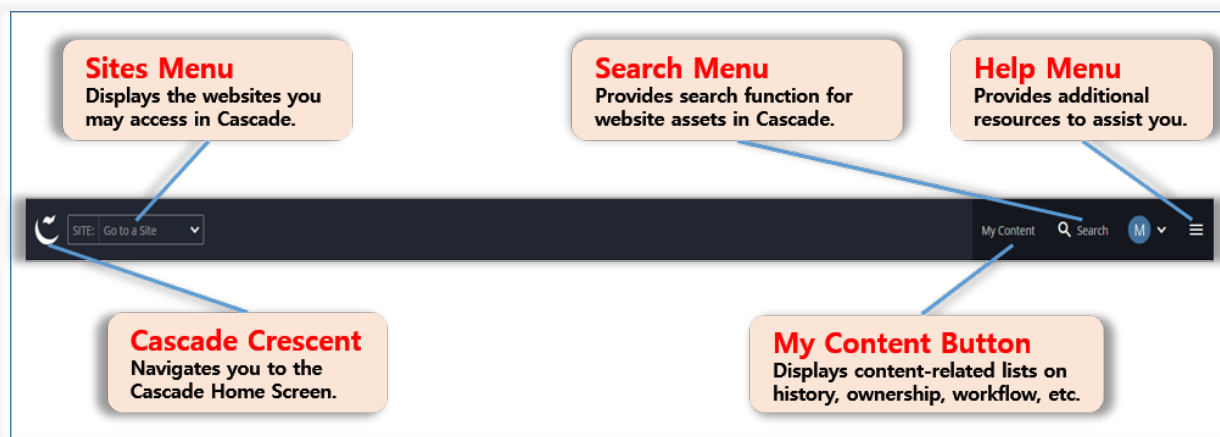 Sites Menu
Displays the websites you
may access in Cascade.
Search Menu
Provides search function for
website assets in Cascade.
Help Menu
Provides additional
resources to assist you.
SITE: Go to a Site
My Content
Search
M
Cascade Crescent
Navigates you to the
Cascade Home Screen.
My Content Button
Displays content-related lists on
history, ownership, workflow, etc.